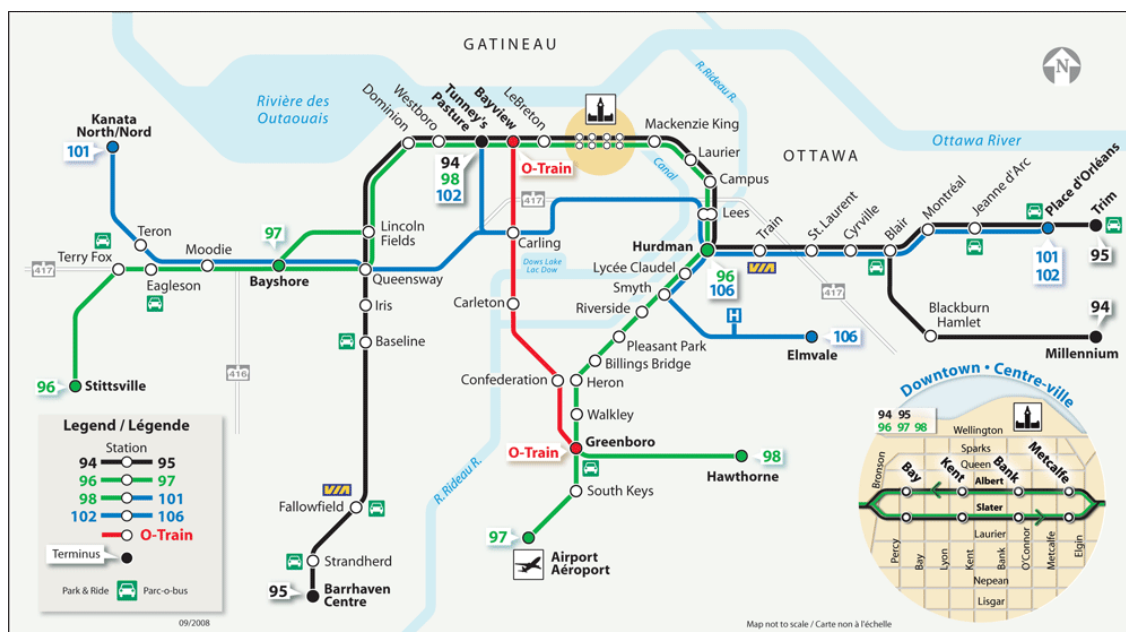 GATINEAU
N
Rivière des
Outaouais
R. Rideau R.
Ottawa River
OTTAWA
Kanata
North/Nord
101
Dominion
Westboro
Tunney's
Pasture
Bayview
LeBreton
94
98
102
O-Train
Mackenzie King
Laurier
Campus
Canal
Lees
417
Teron
Moodie
97
Bayshore
Lincoln
Fields
Queensway
Carling
Dows Lake
Lac Dow
Terry Fox
417
Eagleson
Iris
Baseline
416
96
Stittsville
Hurdman
96
106
Train
VIA
St. Laurent
Cyrville
Blair
Montréal
Jeanne d'Arc
Place d'Orléans
101
102
Trim
95
417
Lycée Claudel
Smyth
Riverside
Pleasant Park
Billings Bridge
H
Elmvale
106
Blackburn
Hamlet
94
Millennium
Carleton
Confederation
Heron
Walkley
Greenboro
O-Train
98
Hawthorne
South Keys
97
Airport
Aéroport
R. Rideau R.
VIA
Fallowfield
Strandherd
95
Barrhaven
Centre
Legend / Légende
Station
94 95
96 97
98 101
102 106
O-Train
Terminus
Park & Ride Parc-o-bus
09/2008
Downtown • Centre-ville
94 95
96 97 98
Wellington
Sparks
Queen
Bronson
Bay
Kent
Bank
Metcalfe
Albert
Slater
Laurier
Percy
Bay
Lyon
Kent
Bank
O'Connor
Metcalfe
Elgin
Nepean
Lisgar
Map not to scale / Carte non à l'échelle